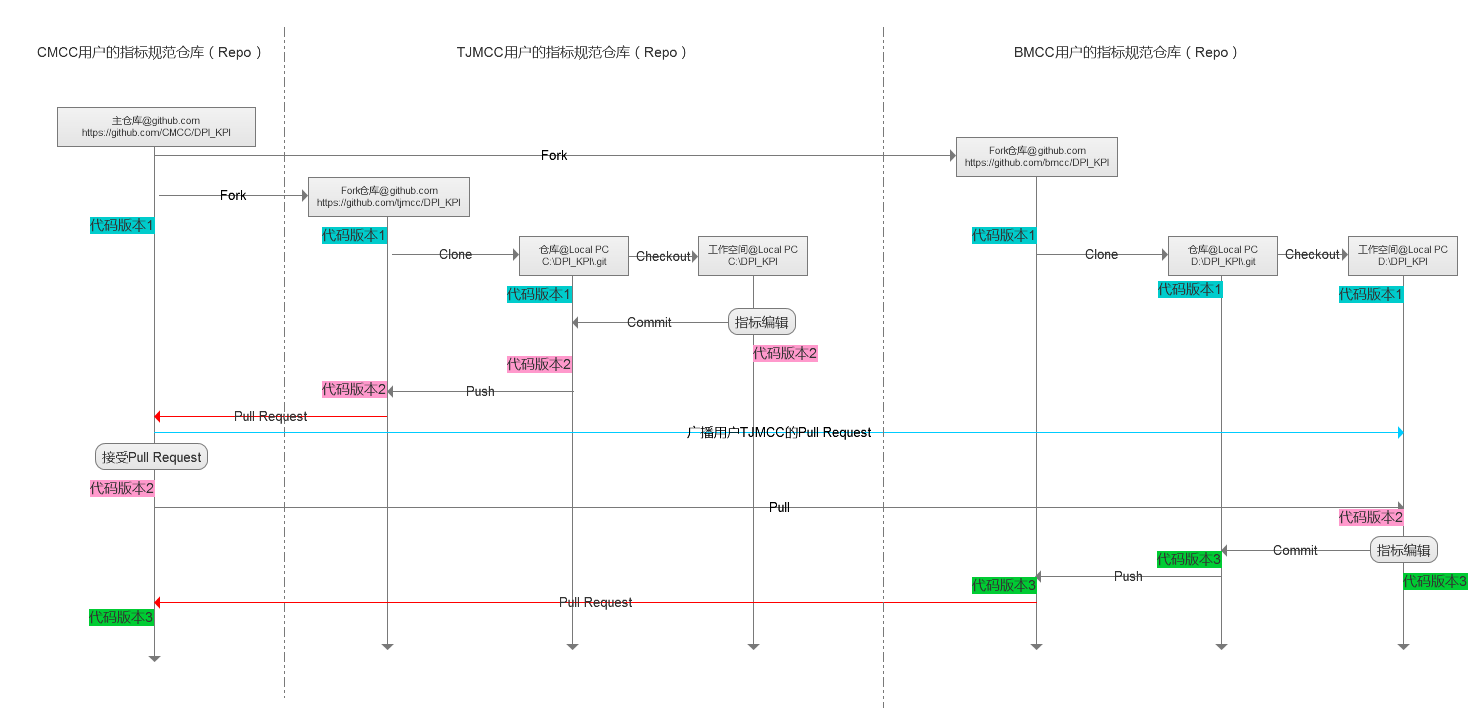 CMCC用户的指标规范仓库（Repo）
TJMCC用户的指标规范仓库（Repo）
BMCC用户的指标规范仓库（Repo）
主仓库@github.com
https://github.com/CMCC/DPI_KPI
Fork仓库@github.com
https://github.com/bmcc/DPI_KPI
Fork
Fork仓库@github.com
https://github.com/tjmcc/DPI_KPI
Fork
代码版本1
代码版本1
代码版本1
Clone
仓库@Local PC
C:\DPI_KPI\.git
Checkout
工作空间@Local PC
C:\DPI_KPI
Clone
仓库@Local PC
D:\DPI_KPI\.git
Checkout
工作空间@Local PC
D:\DPI_KPI
代码版本1
代码版本1
代码版本1
Commit
指标编辑
代码版本2
代码版本2
代码版本2
Push
Pull Request
广播用户TJMCC的Pull Request
接受Pull Request
代码版本2
Pull
代码版本2
Commit
指标编辑
代码版本3
Push
代码版本3
代码版本3
Pull Request
代码版本3